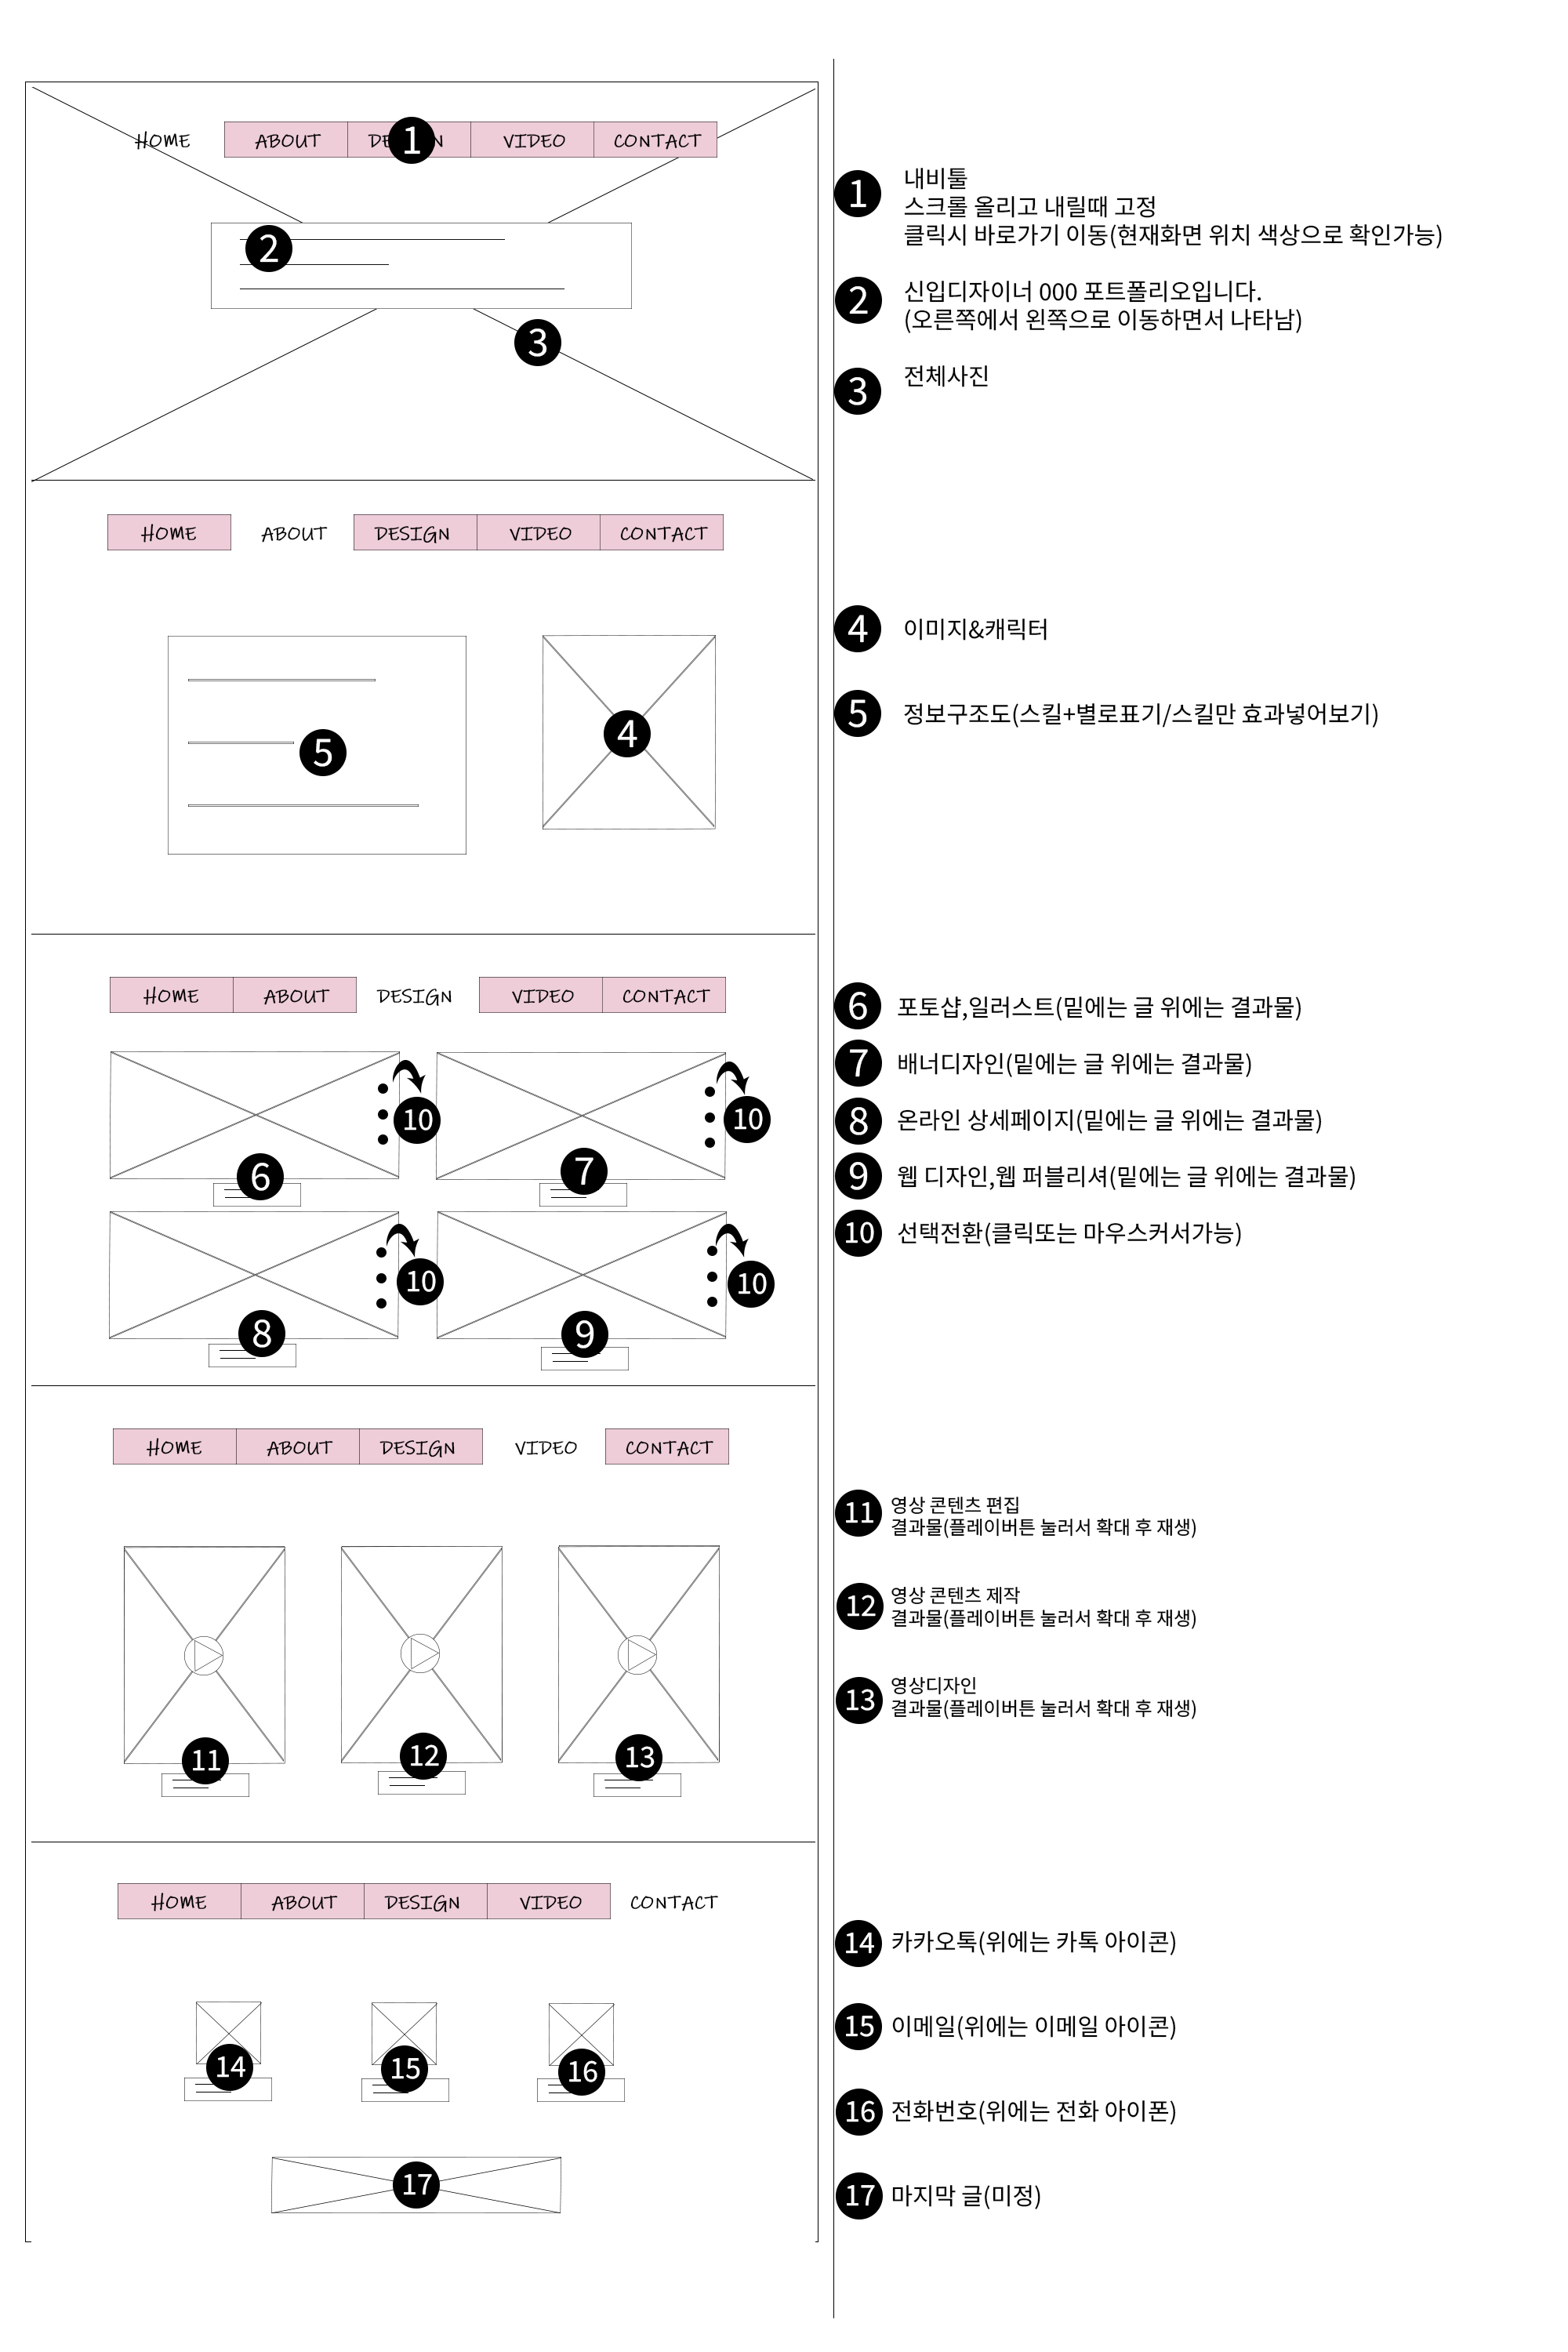 HOME ABOUT DESIGN VIDEO CONTACT
1
2
3
1 내비툴
스크롤 올리고 내릴때 고정
클릭시 바로가기 이동(현재화면 위치 색상으로 확인가능)
2 신입디자이너 000 포트폴리오입니다.
(오른쪽에서 왼쪽으로 이동하면서 나타남)
3 전체사진
HOME ABOUT DESIGN VIDEO CONTACT
5
4
4 이미지&캐릭터
5 정보구조도(스킬+별로표기/스킬만 효과넣어보기)
HOME ABOUT DESIGN VIDEO CONTACT
10 10
6 7
10 10
8 9
6 포토샵,일러스트(밑에는 글 위에는 결과물)
7 배너디자인(밑에는 글 위에는 결과물)
8 온라인 상세페이지(밑에는 글 위에는 결과물)
9 웹 디자인,웹 퍼블리셔(밑에는 글 위에는 결과물)
10 선택전환(클릭또는 마우스커서가능)
HOME ABOUT DESIGN VIDEO CONTACT
11 12 13
11 영상 콘텐츠 편집
결과물(플레이버튼 눌러서 확대 후 재생)
12 영상 콘텐츠 제작
결과물(플레이버튼 눌러서 확대 후 재생)
13 영상디자인
결과물(플레이버튼 눌러서 확대 후 재생)
HOME ABOUT DESIGN VIDEO CONTACT
14 15 16
17
14 카카오톡(위에는 카톡 아이콘)
15 이메일(위에는 이메일 아이콘)
16 전화번호(위에는 전화 아이폰)
17 마지막 글(미정)